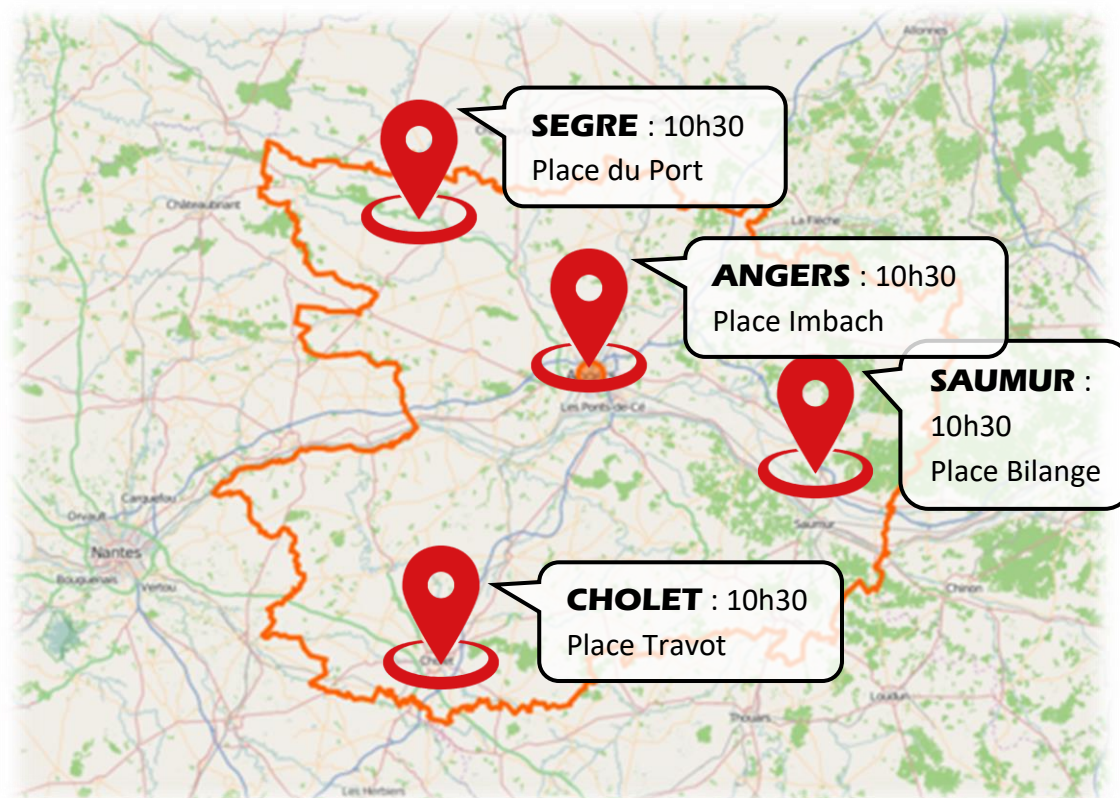 Allonnes
SEGRE : 10h30
Place du Port
Châteaubriant
La Flèche
ANGERS : 10h30
Place Imbach
Les Ponts-de-Cé
SAUMUR :
10h30
Place Bilange
Carquefou
Orvault
Saumur
Nantes
Bouguenais
Vertou
Chinon
CHOLET : 10h30
Place Travot
Cholet
Loudun
Thouars
Les Herbiers